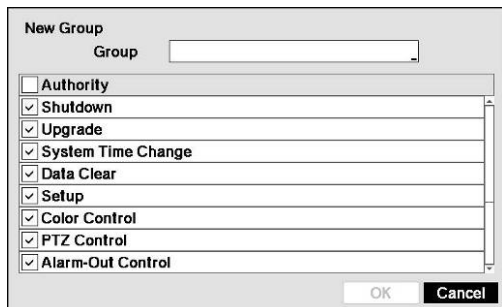 New Group
Group
Authority
Shutdown
Upgrade
System Time Change
Data Clear
Setup
Color Control
PTZ Control
Alarm-Out Control
OK Cancel